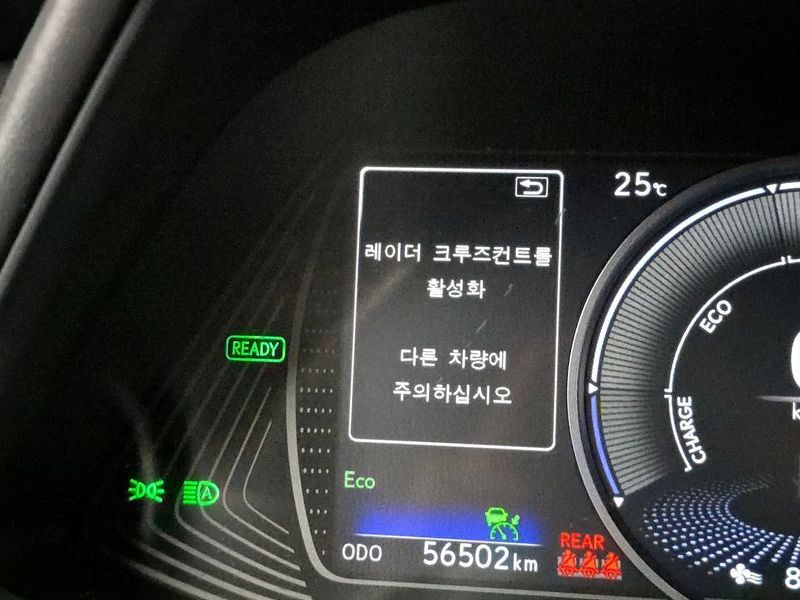 25℃
레이더 크루즈컨트롤
활성화
다른 차량에
주의하십시오
READY
ECO
CHARGE
A
Eco
ODO 56502km
REAR
8